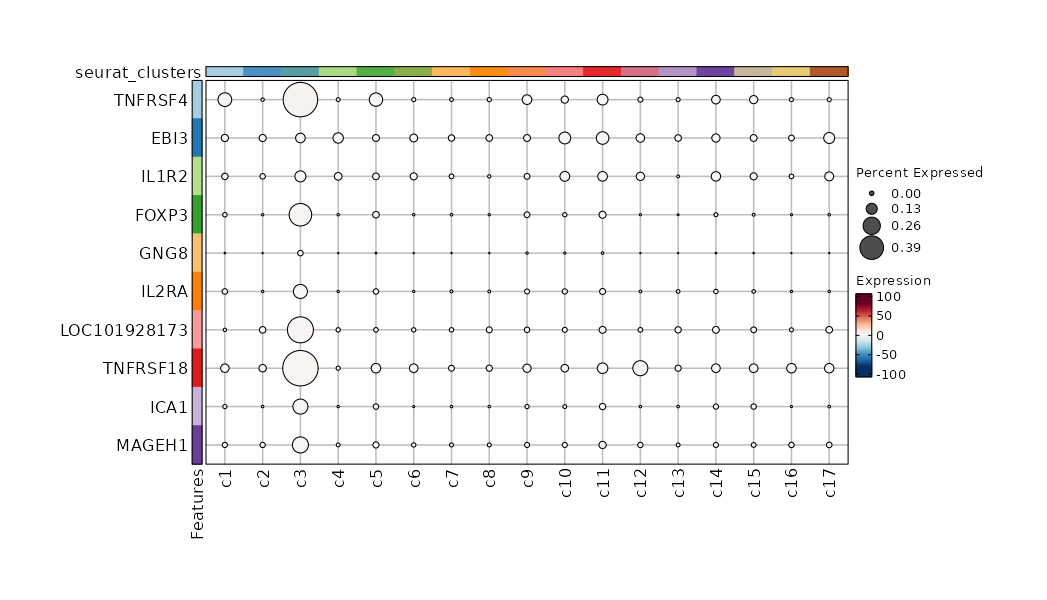 seurat_clusters
TNFRSF4
EBI3
IL1R2
FOXP3
GNG8
IL2RA
LOC101928173
TNFRSF18
ICA1
MAGEH1
Features
c1
c2
c3
c4
c5
c6
c7
c8
c9
c10
c11
c12
c13
c14
c15
c16
c17
Percent Expressed
0.00
0.13
0.26
0.39
Expression
100
50
0
-50
-100